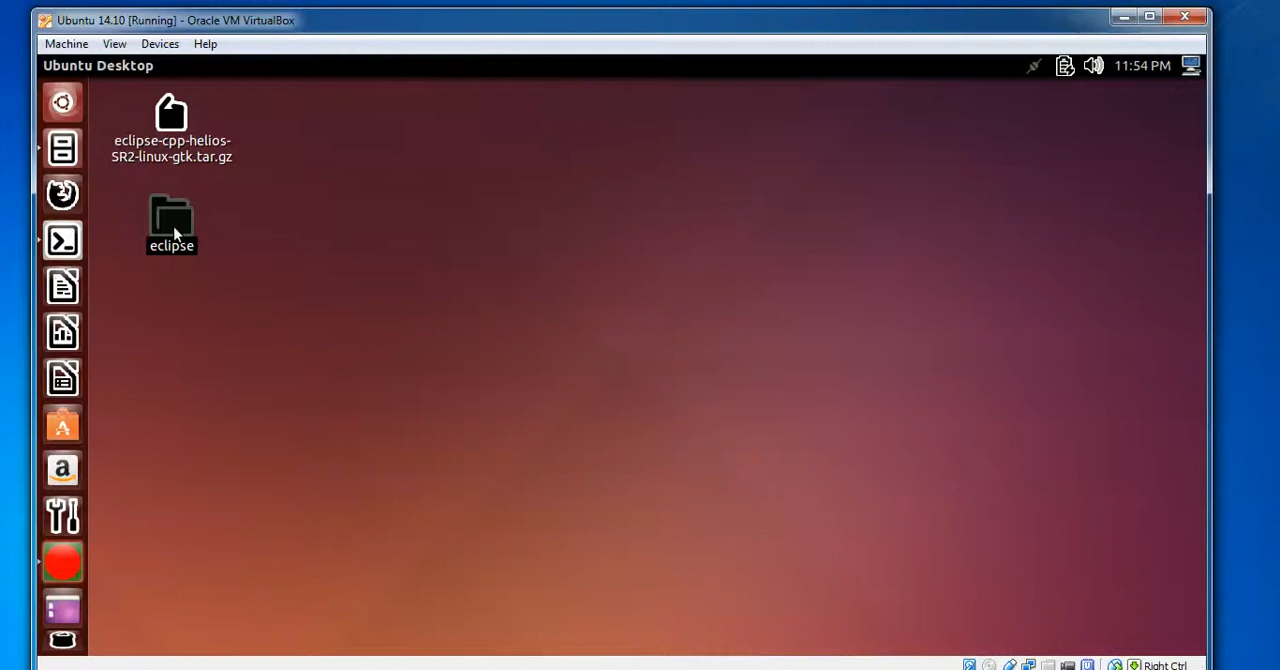 Ubuntu 14.10 [Running] - Oracle VM VirtualBox
Machine View Devices Help
Ubuntu Desktop 11:54 PM
eclipse-cpp-helios-
SR2-linux-gtk.tar.gz
eclipse
Right Ctrl